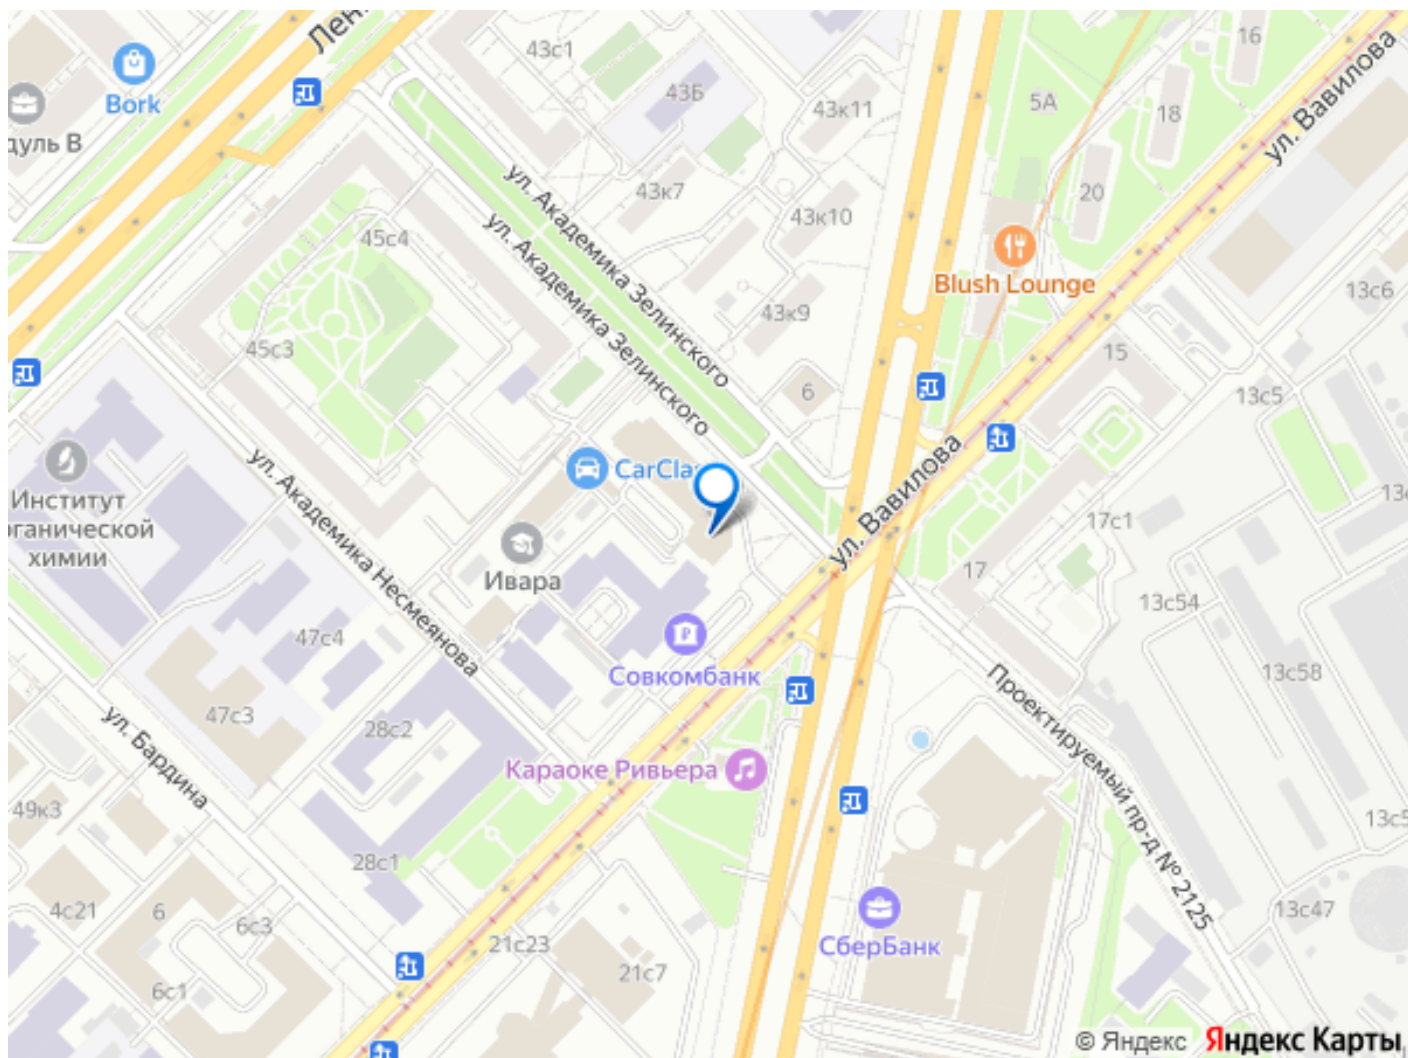 Лен
43с1
16
Bork
43Б
43к11
5А
18
ул. Вавилова
дуль В
ул. Академика Зелинского
43к7
43к10
20
45с4
ул. Академика Зелинского
Blush Lounge
43к9
13с6
45с3
15
6
13с5
CarCla
ул. Академика Несмеянова
ул. Вавилова
Институт
рганической
химии
13с
17с1
Ивара
17
13с54
47с4
Совкомбанк
13с58
Проектируемый пр-д № 2125
47с3
28с2
ул. Бардина
Караоке Ривьера
49к3
13с5
28с1
4с21
6
6с3
21с23
СберБанк
13с47
21с7
6с1
© Яндекс Яндекс Карты